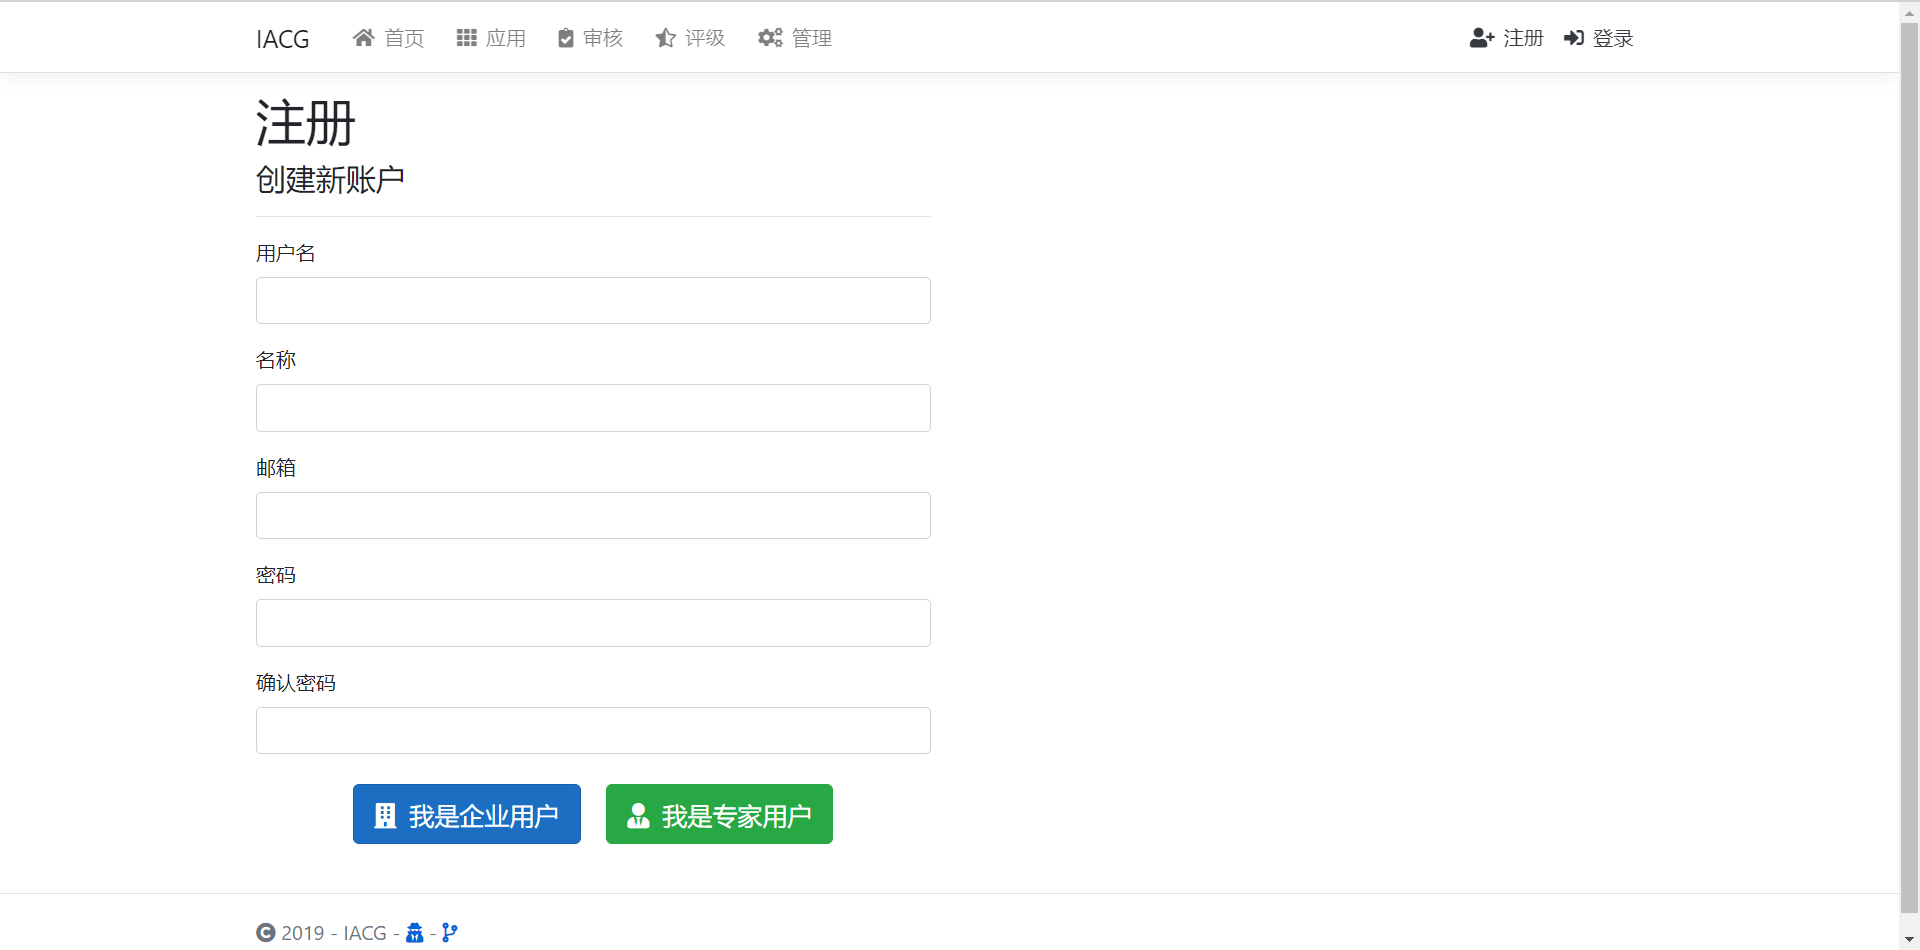 IACG 首页 应用 审核 评级 管理 注册 登录
注册
创建新账户
用户名
名称
邮箱
密码
确认密码
我是企业用户 我是专家用户
© 2019 - IACG - -